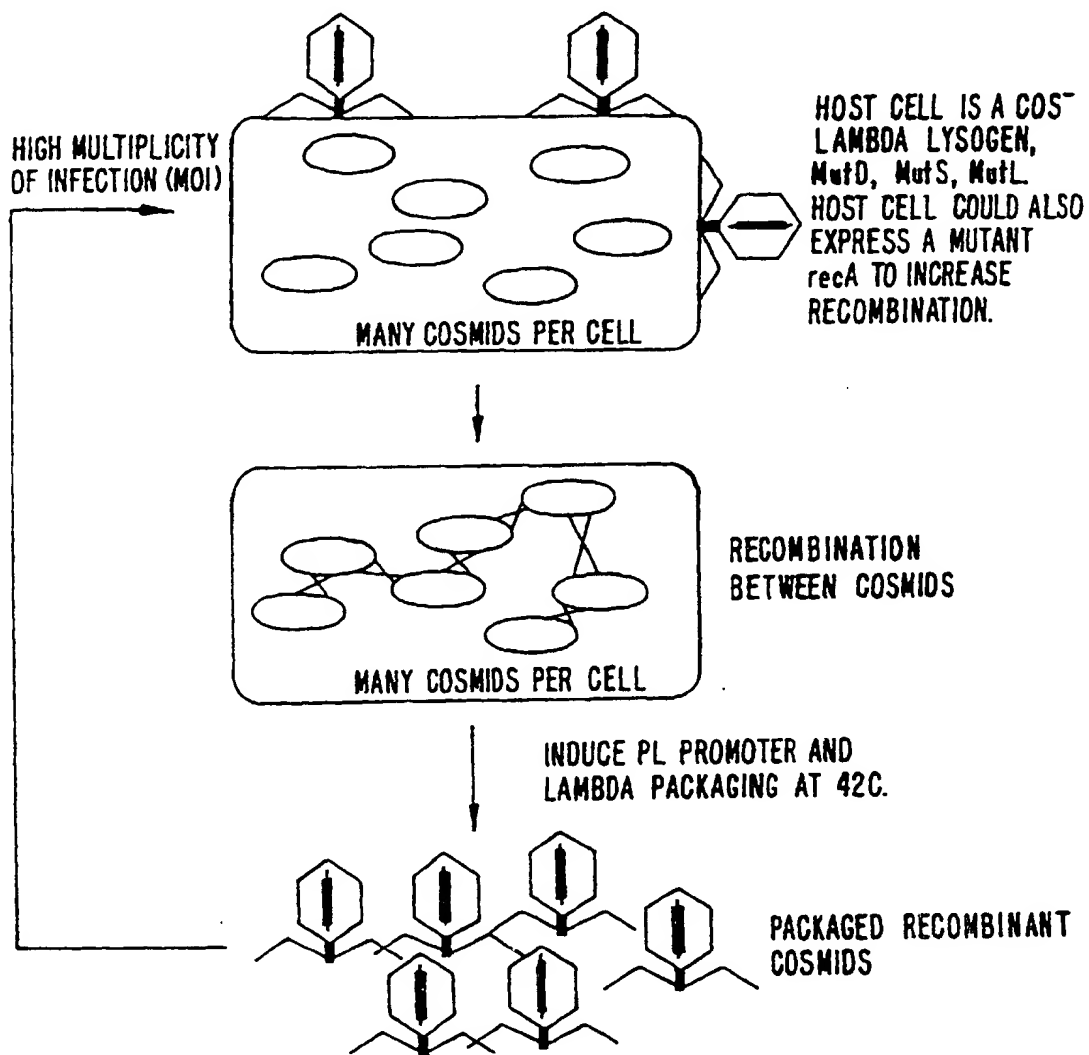 HIGH MULTIPLICITY
OF INFECTION (MOI)
HOST CELL IS A COS⁻
LAMBDA LYSOGEN,
MutD, MutS, MutL.
HOST CELL COULD ALSO
EXPRESS A MUTANT
recA TO INCREASE
RECOMBINATION.
MANY COSMIDS PER CELL
RECOMBINATION
BETWEEN COSMIDS
MANY COSMIDS PER CELL
INDUCE PL PROMOTER AND
LAMBDA PACKAGING AT 42C.
PACKAGED RECOMBINANT
COSMIDS